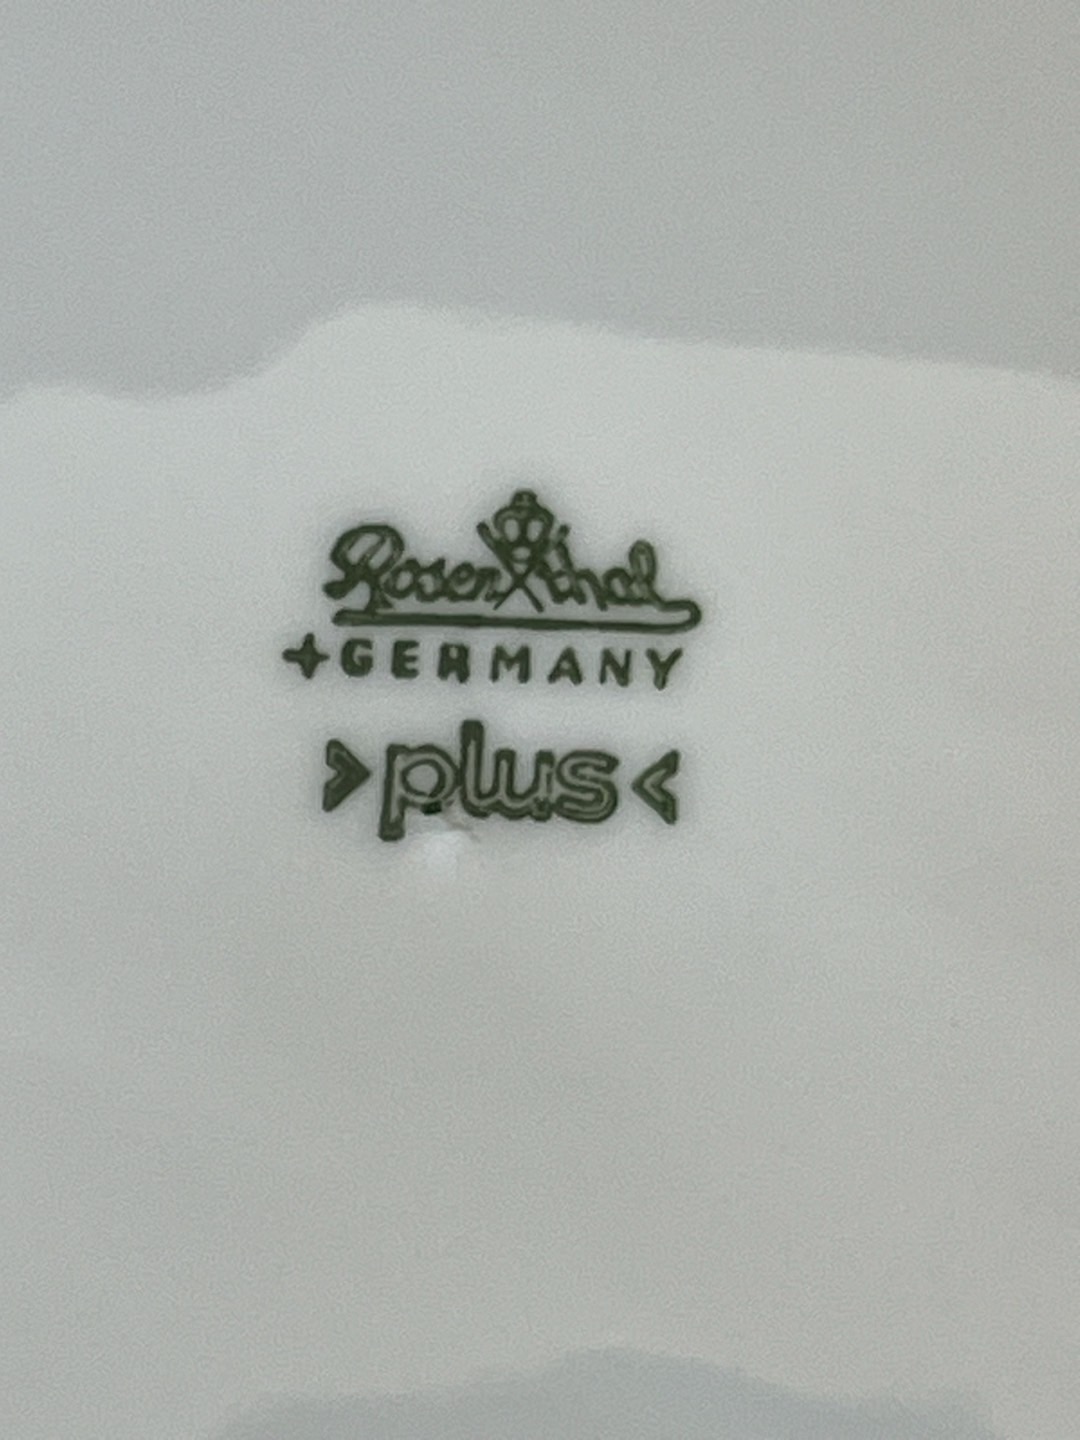 Rosenthal
+GERMANY
>plus<